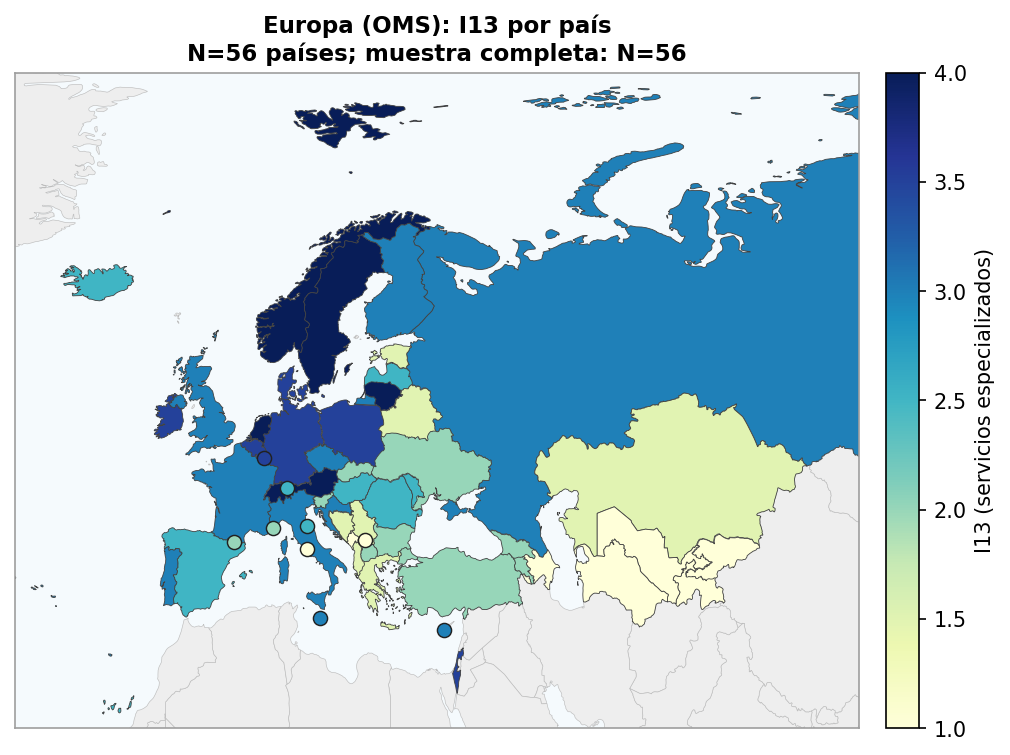 Europa (OMS): I13 por país
N=56 países; muestra completa: N=56
4.0
3.5
3.0
2.5
2.0
1.5
1.0
I13 (servicios especializados)